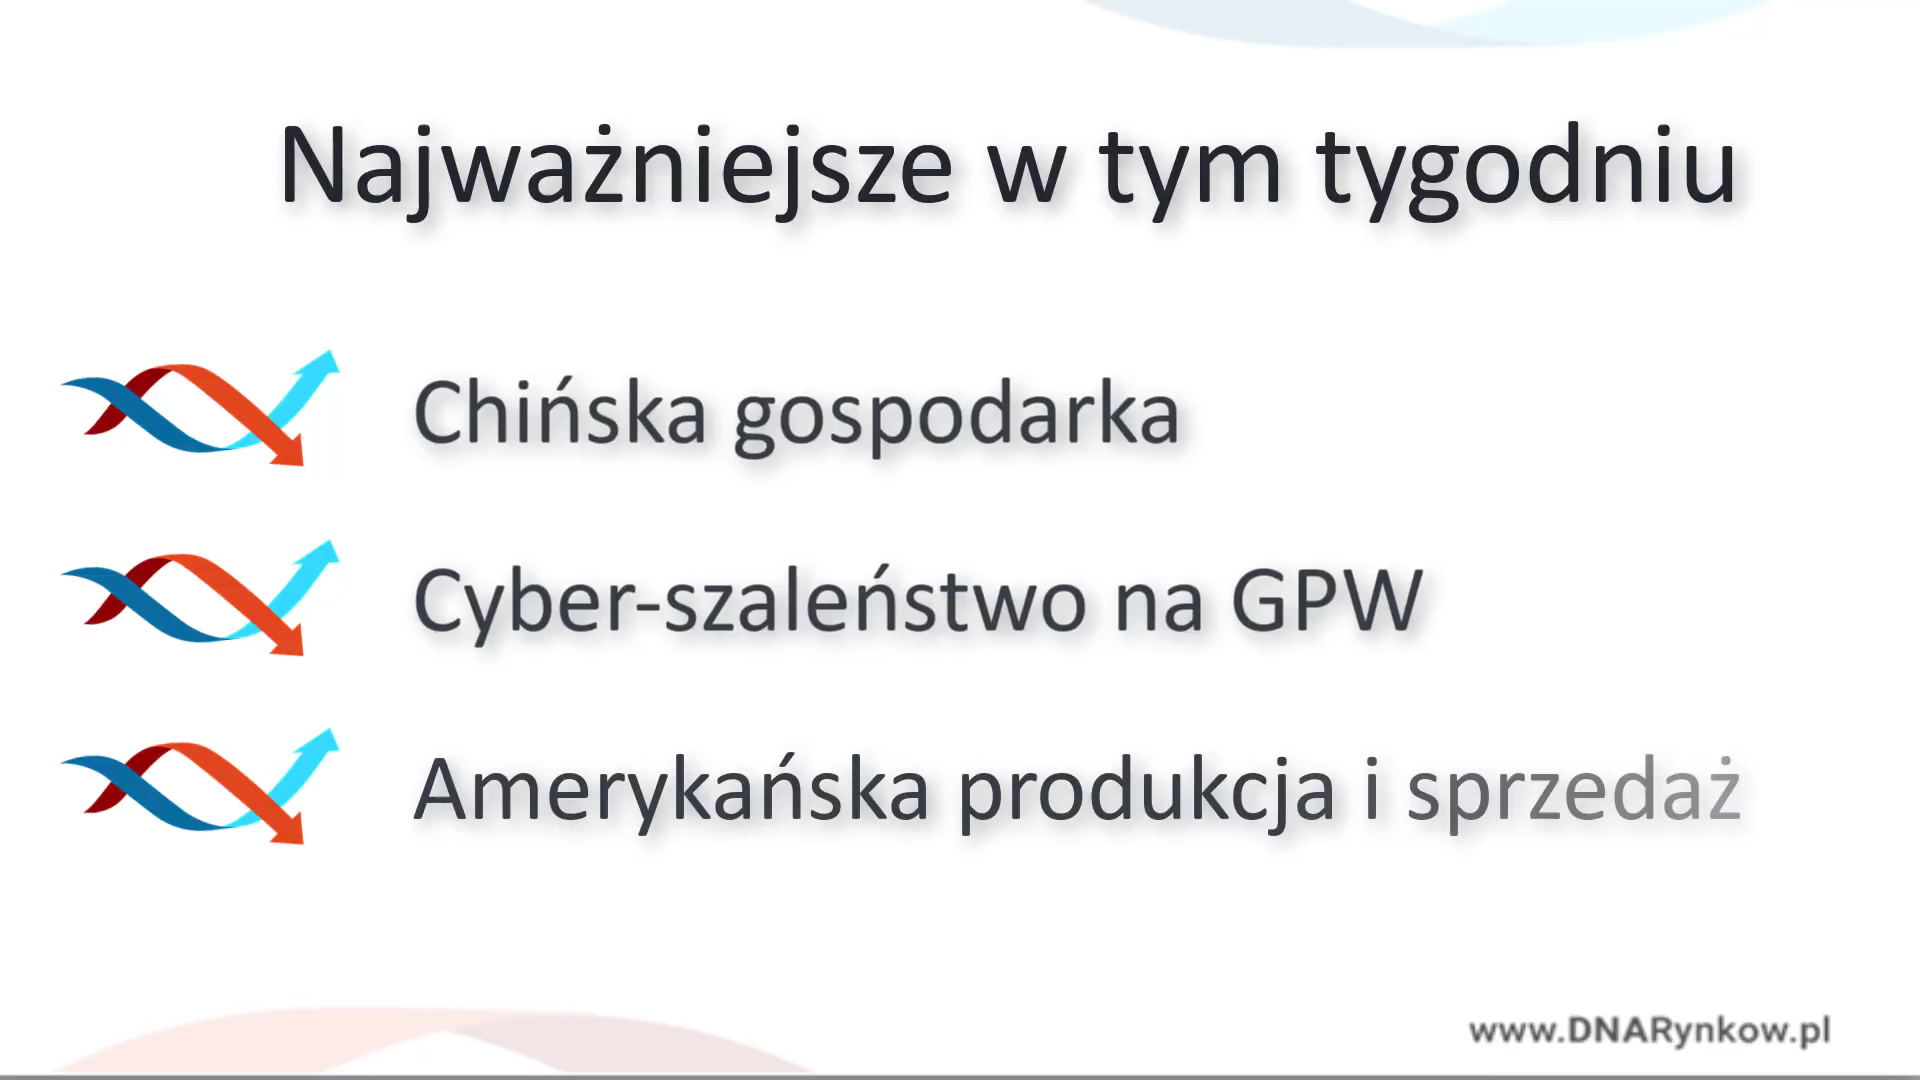 Najważniejsze w tym tygodniu
Chińska gospodarka
Cyber-szaleństwo na GPW
Amerykańska produkcja i sprzedaż
www.DNARynkow.pl